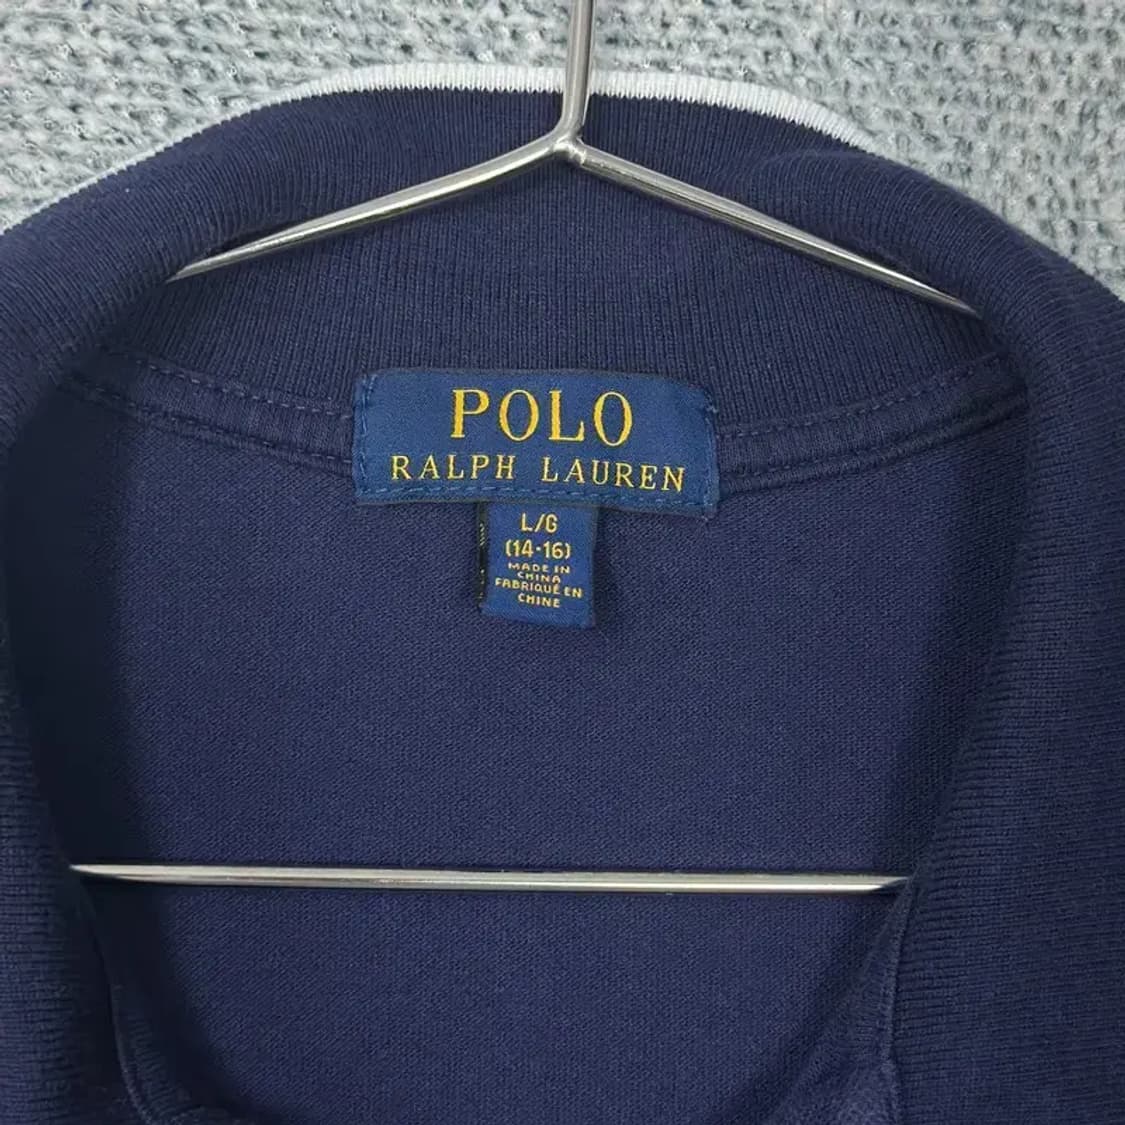 POLO
RALPH LAUREN
L/G
(14-16)
MADE IN
CHINA
FABRIQUÉ EN
CHINE